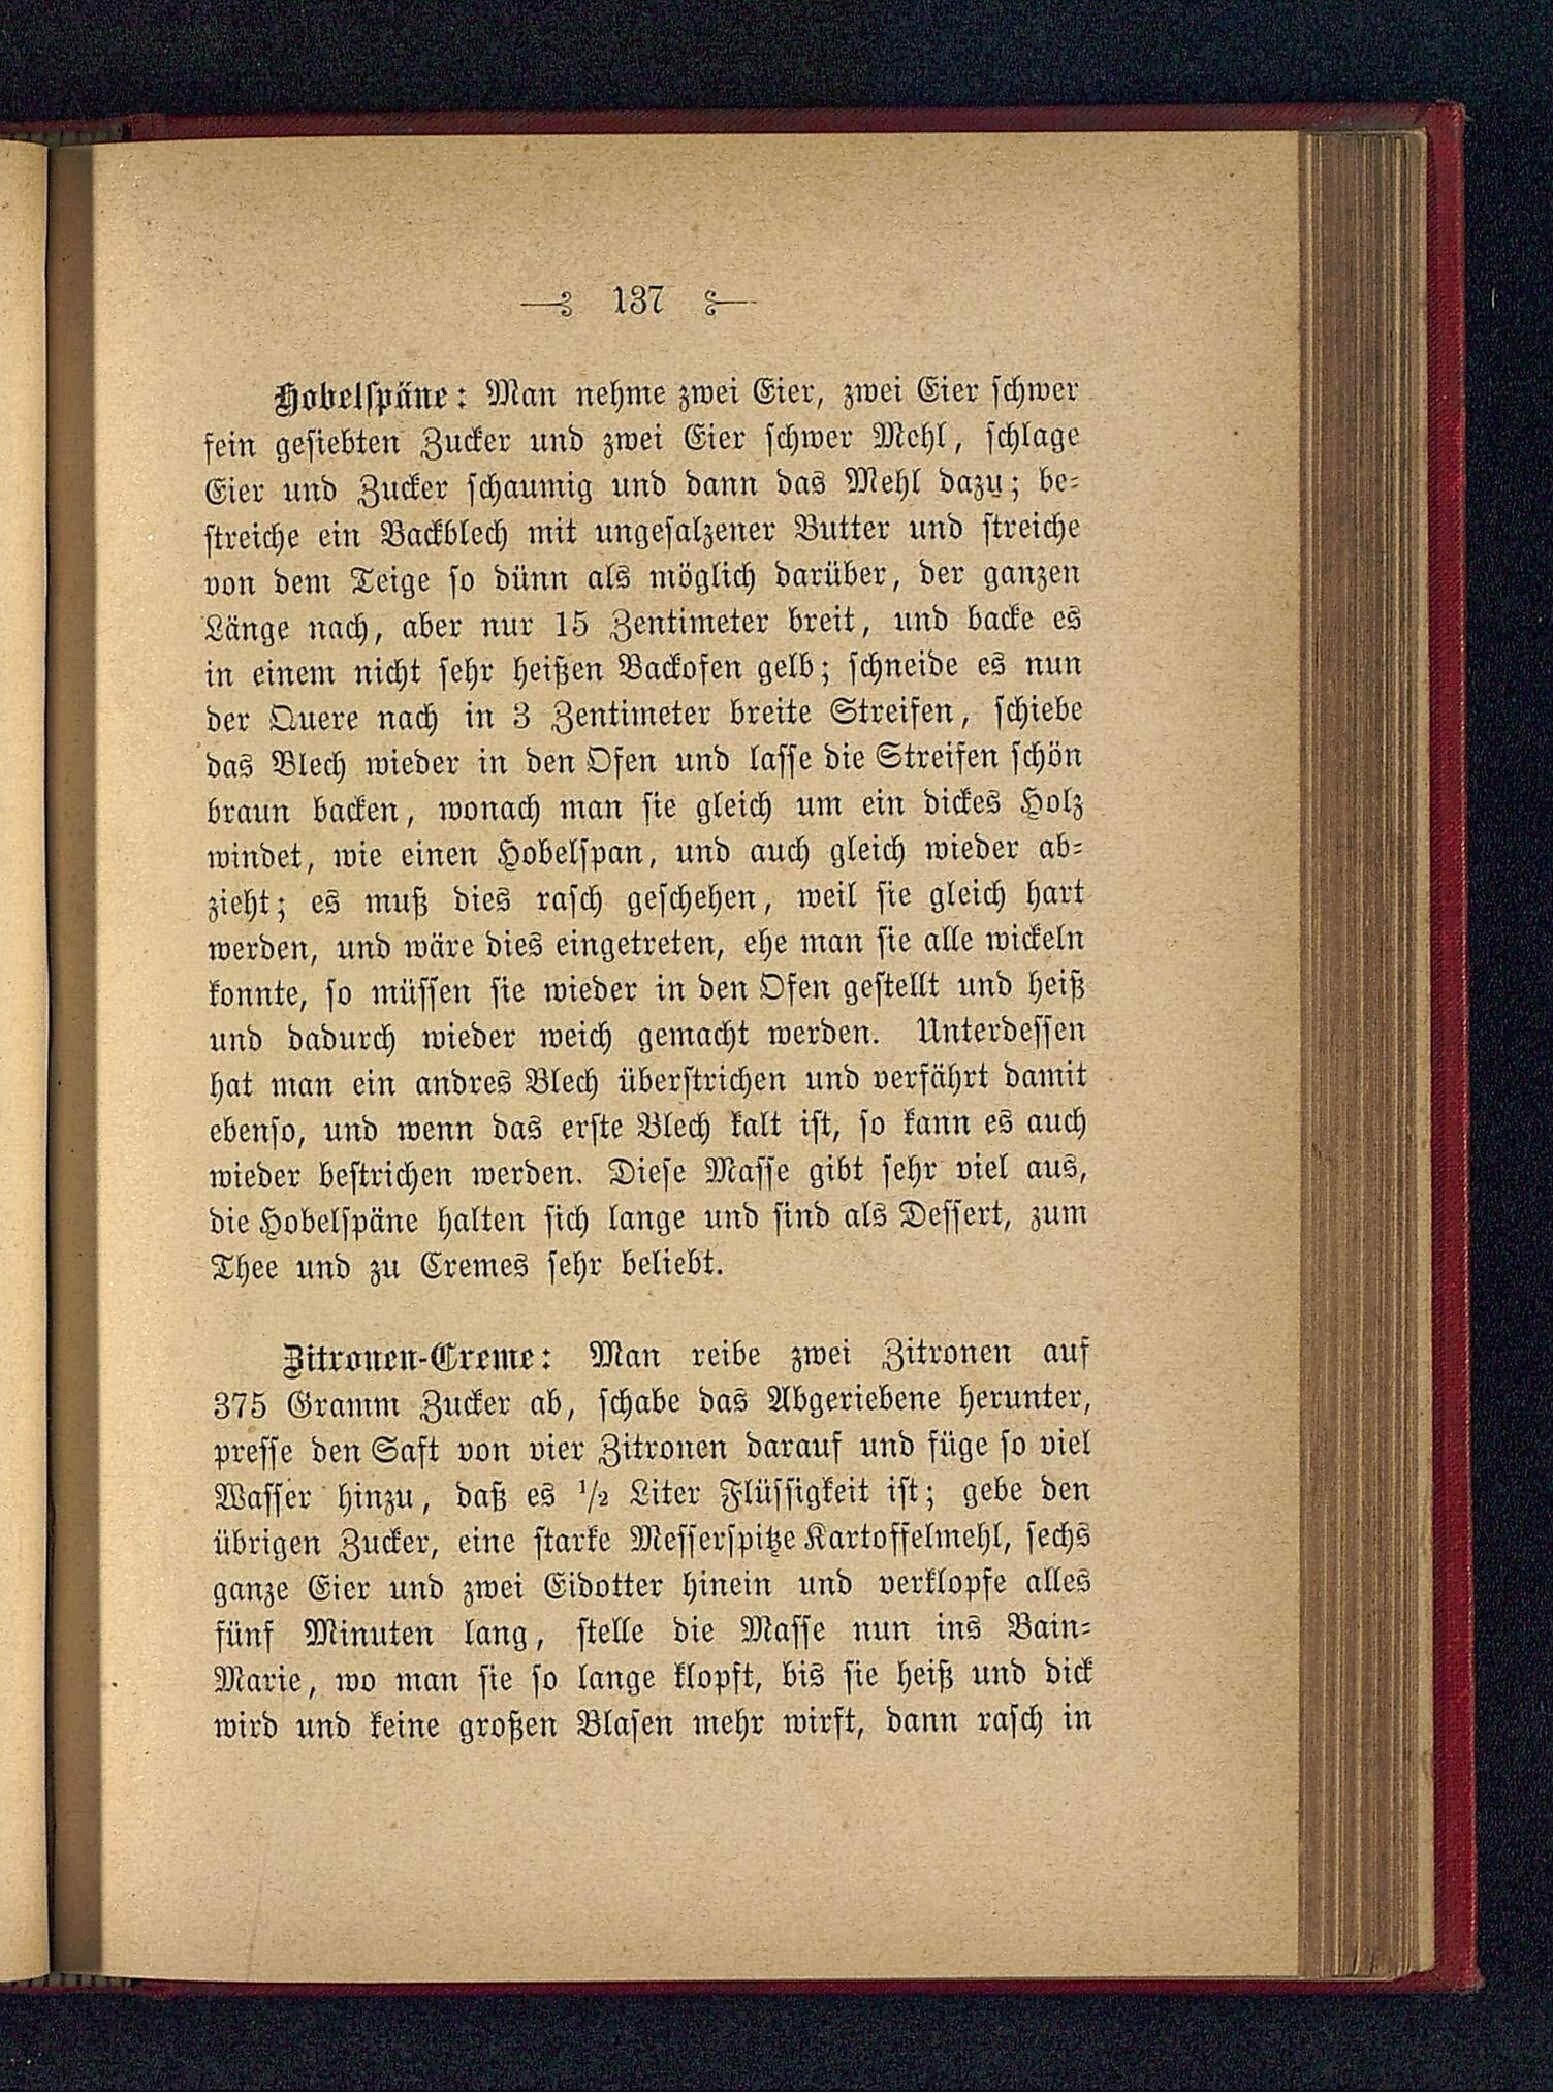 137
Hobelspäne: Man nehme zwei Eier, zwei Eier schwer
fein gesiebten Zucker und zwei Eier schwer Mehl, schlage
Eier und Zucker schaumig und dann das Mehl dazu; be-
streiche ein Backblech mit ungesalzener Butter und streiche
von dem Teige so dünn als möglich darüber, der ganzen
Länge nach, aber nur 15 Zentimeter breit, und backe es
in einem nicht sehr heißen Backofen gelb; schneide es nun
der Quere nach in 3 Zentimeter breite Streifen, schiebe
das Blech wieder in den Ofen und lasse die Streifen schön
braun backen, wonach man sie gleich um ein dickes Holz
windet, wie einen Hobelspan, und auch gleich wieder ab-
zieht; es muß dies rasch geschehen, weil sie gleich hart
werden, und wäre dies eingetreten, ehe man sie alle wickeln
konnte, so müssen sie wieder in den Ofen gestellt und heiß
und dadurch wieder weich gemacht werden. Unterdessen
hat man ein andres Blech überstrichen und verfährt damit
ebenso, und wenn das erste Blech kalt ist, so kann es auch
wieder bestrichen werden. Diese Masse gibt sehr viel aus,
die Hobelspäne halten sich lange und sind als Dessert, zum
Thee und zu Cremes sehr beliebt.
Zitronen-Creme: Man reibe zwei Zitronen auf
375 Gramm Zucker ab, schabe das Abgeriebene herunter,
presse den Saft von vier Zitronen darauf und füge so viel
Wasser hinzu, daß es 1/2 Liter Flüssigkeit ist; gebe den
übrigen Zucker, eine starke Messerspitze Kartoffelmehl, sechs
ganze Eier und zwei Eidotter hinein und verklopfe alles
fünf Minuten lang, stelle die Masse nun ins Bain-
Marie, wo man sie so lange klopft, bis sie heiß und dick
wird und keine großen Blasen mehr wirft, dann rasch in